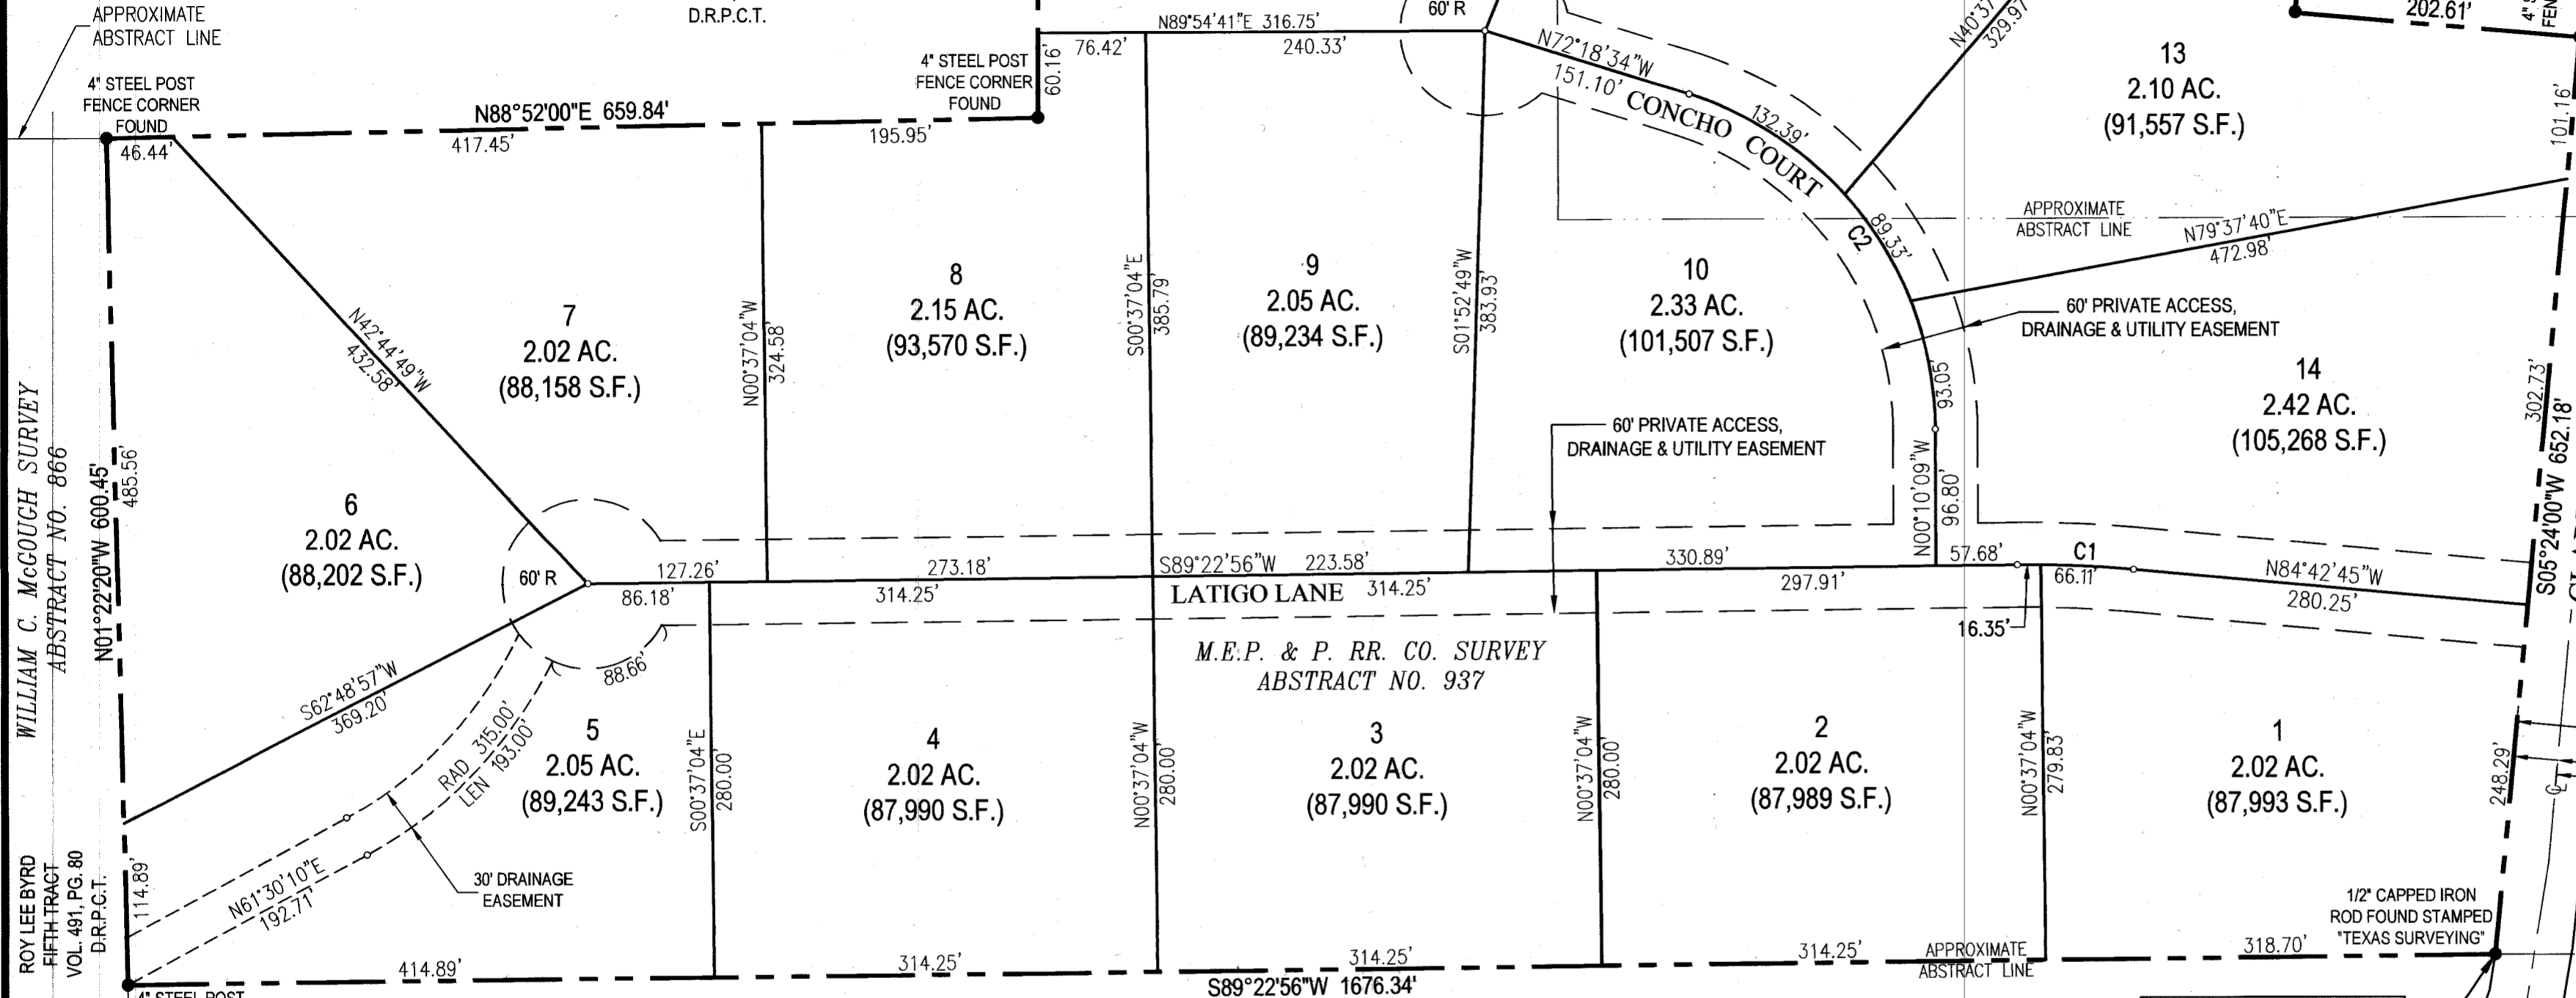 APPROXIMATE
ABSTRACT LINE
D.R.P.C.T.
4" STEEL POST
FENCE CORNER
FOUND
46.44'
N88°52'00"E 659.84'
417.45'
195.95'
4" STEEL POST
FENCE CORNER
FOUND
60.16'
N89°54'41"E 316.75'
76.42'
240.33'
60' R
N72°18'34"W
151.10'
CONCHO COURT
132.39'
C2
89.33'
93.05'
N40°37'
329.97'
202.61'
13
2.10 AC.
(91,557 S.F.)
101.16'
APPROXIMATE
ABSTRACT LINE
N79°37'40"E
472.98'
60' PRIVATE ACCESS,
DRAINAGE & UTILITY EASEMENT
14
2.42 AC.
(105,268 S.F.)
302.73'
S05°24'00"W 652.18'
10
2.33 AC.
(101,507 S.F.)
60' PRIVATE ACCESS,
DRAINAGE & UTILITY EASEMENT
N00°10'09"W
96.80'
S01°52'49"W
383.93'
9
2.05 AC.
(89,234 S.F.)
S00°37'04"E
385.79'
8
2.15 AC.
(93,570 S.F.)
N00°37'04"W
324.58'
7
2.02 AC.
(88,158 S.F.)
N42°44'49"W
432.58'
6
2.02 AC.
(88,202 S.F.)
WILLIAM C. McGOUGH SURVEY
ABSTRACT NO. 866
N01°22'20"W 600.45'
485.56'
60' R
127.26'
86.18'
273.18'
314.25'
S89°22'56"W 223.58'
LATIGO LANE 314.25'
330.89'
297.91'
57.68'
C1
66.11'
16.35'
N84°42'45"W
280.25'
M.E.P. & P. RR. CO. SURVEY
ABSTRACT NO. 937
S62°48'57"W
369.20'
88.66'
RAD 315.00'
LEN 193.00'
5
2.05 AC.
(89,243 S.F.)
S00°37'04"E
280.00'
4
2.02 AC.
(87,990 S.F.)
N00°37'04"W
280.00'
3
2.02 AC.
(87,990 S.F.)
N00°37'04"W
280.00'
2
2.02 AC.
(87,989 S.F.)
N00°37'04"W
279.83'
1
2.02 AC.
(87,993 S.F.)
248.29'
ROY LEE BYRD
FIFTH TRACT
VOL. 491, PG. 80
D.R.P.C.T.
114.89'
N61°30'10"E
192.71'
30' DRAINAGE
EASEMENT
1/2" CAPPED IRON
ROD FOUND STAMPED
"TEXAS SURVEYING"
414.89'
314.25'
314.25'
314.25'
APPROXIMATE
ABSTRACT LINE
318.70'
S89°22'56"W 1676.34'
4" STEEL POST